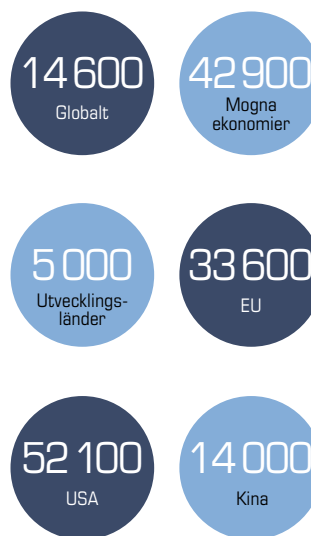 14 600
Globalt
42 900
Mogna
ekonomier
5 000
Utvecklings-
länder
33 600
EU
52 100
USA
14 000
Kina